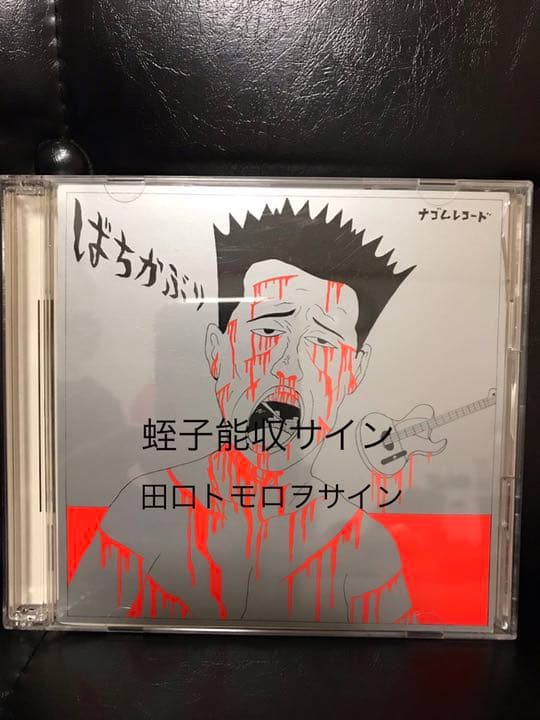 ばちかぶり
ナゴムレコード
蛭子能収サイン
田口トモロヲサイン